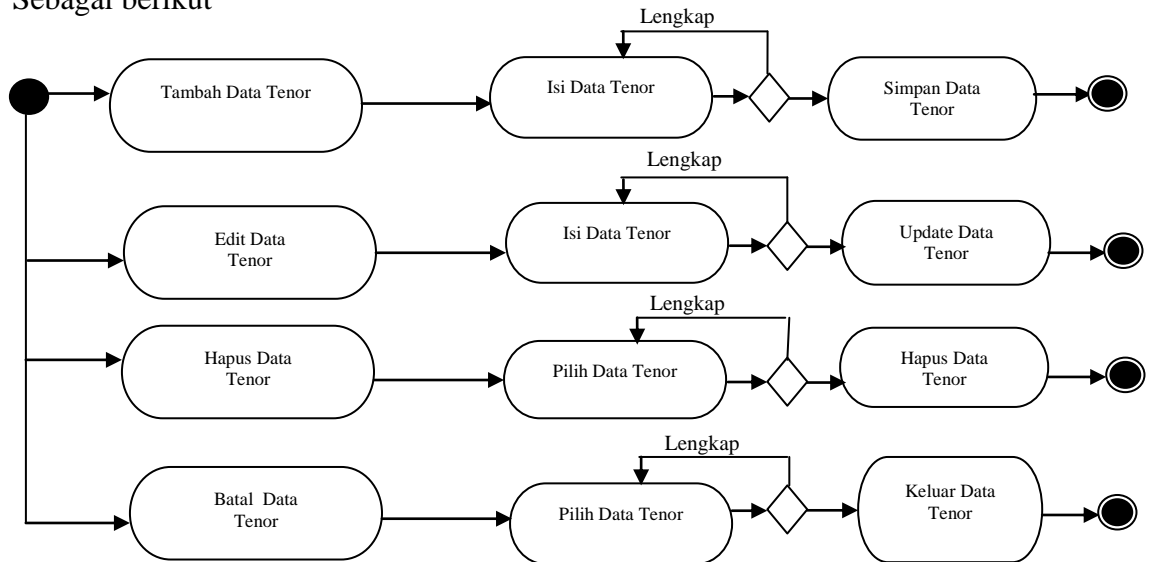 Sebagai berikut
Lengkap
Tambah Data Tenor
Isi Data Tenor
Simpan Data
Tenor
Lengkap
Edit Data
Tenor
Isi Data Tenor
Update Data
Tenor
Lengkap
Hapus Data
Tenor
Pilih Data Tenor
Hapus Data
Tenor
Lengkap
Batal Data
Tenor
Pilih Data Tenor
Keluar Data
Tenor